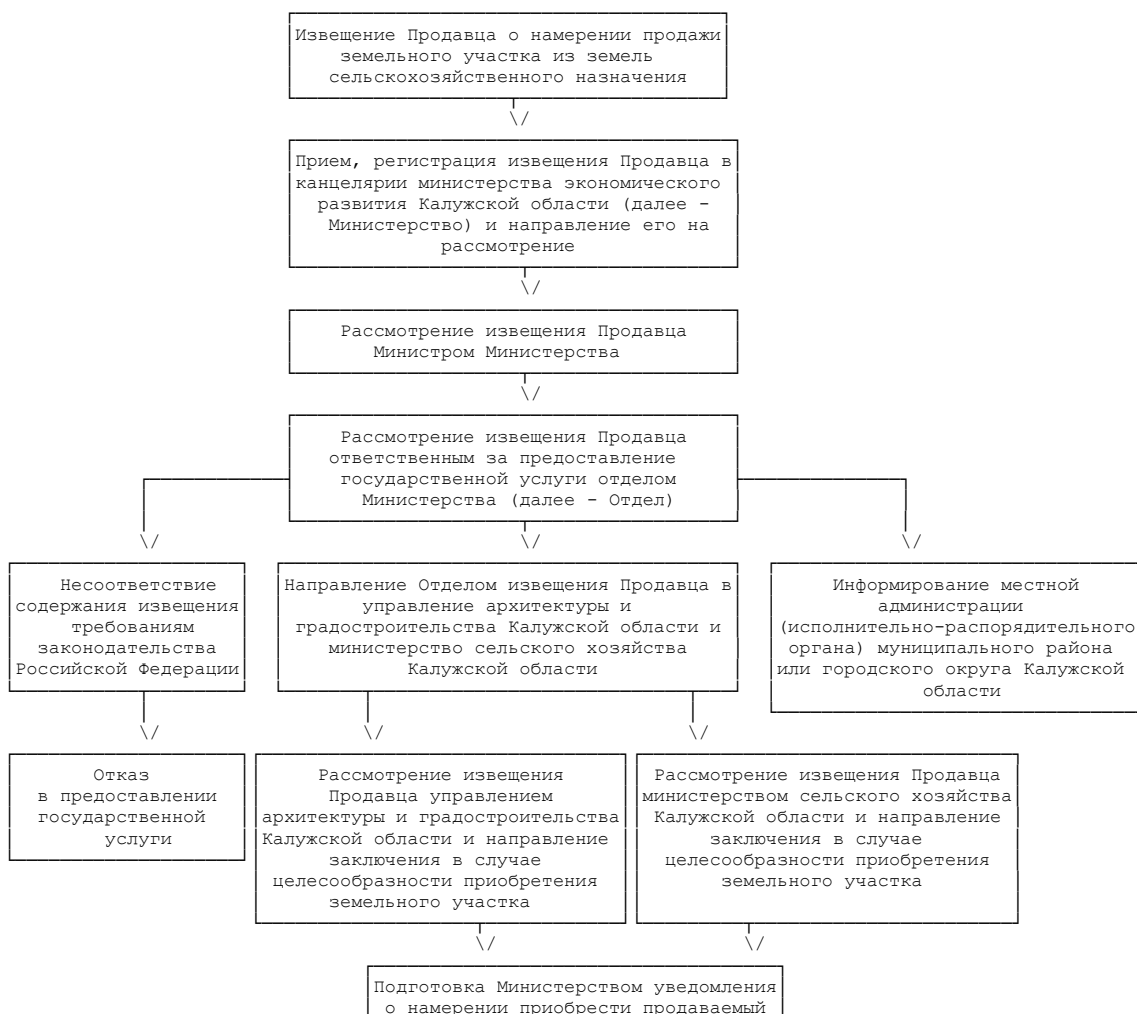 Извещение Продавца о намерении продажи
земельного участка из земель
сельскохозяйственного назначения
Прием, регистрация извещения Продавца в
канцелярии министерства экономического
развития Калужской области (далее -
Министерство) и направление его на
рассмотрение
Рассмотрение извещения Продавца
Министром Министерства
Рассмотрение извещения Продавца
ответственным за предоставление
государственной услуги отделом
Министерства (далее - Отдел)
Несоответствие
содержания извещения
требованиям
законодательства
Российской Федерации
Направление Отделом извещения Продавца в
управление архитектуры и
градостроительства Калужской области и
министерство сельского хозяйства
Калужской области
Информирование местной
администрации
(исполнительно-распорядительного
органа) муниципального района
или городского округа Калужской
области
Отказ
в предоставлении
государственной
услуги
Рассмотрение извещения
Продавца управлением
архитектуры и градостроительства
Калужской области и направление
заключения в случае
целесообразности приобретения
земельного участка
Рассмотрение извещения Продавца
министерством сельского хозяйства
Калужской области и направление
заключения в случае
целесообразности приобретения
земельного участка
Подготовка Министерством уведомления
о намерении приобрести продаваемый